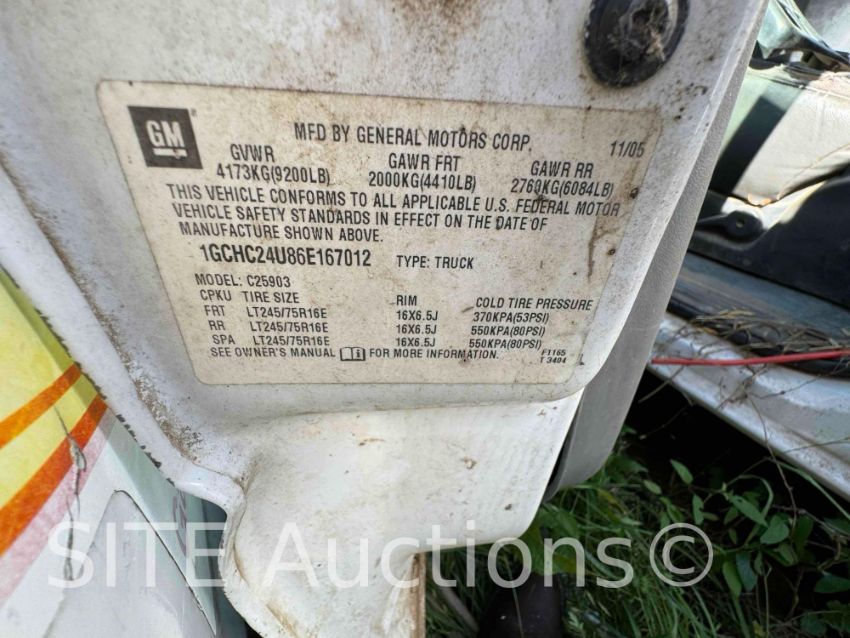 GM
MFD BY GENERAL MOTORS CORP. 11/05
GVWR GAWR FRT GAWR RR
4173KG(9200LB) 2000KG(4410LB) 2760KG(6084LB)
THIS VEHICLE CONFORMS TO ALL APPLICABLE U.S. FEDERAL MOTOR
VEHICLE SAFETY STANDARDS IN EFFECT ON THE DATE OF
MANUFACTURE SHOWN ABOVE.
1GCHC24U86E167012 TYPE: TRUCK
MODEL: C25903
CPKU TIRE SIZE RIM COLD TIRE PRESSURE
FRT LT245/75R16E 16X6.5J 370KPA(53PSI)
RR LT245/75R16E 16X6.5J 550KPA(80PSI)
SPA LT245/75R16E 16X6.5J 550KPA(80PSI)
SEE OWNER'S MANUAL FOR MORE INFORMATION. F1165
T 3404
SITE Auctions©